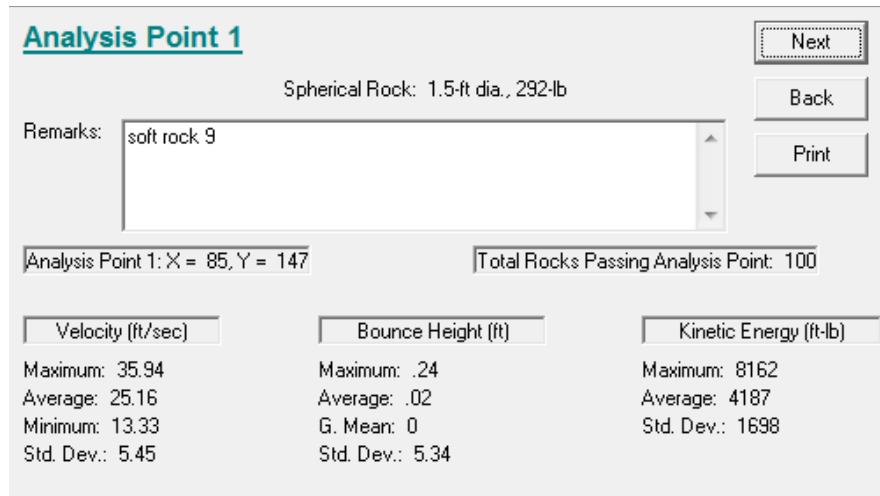 Analysis Point 1
Next
Spherical Rock: 1.5-ft dia., 292-lb
Back
Remarks:
soft rock 9
Print
Analysis Point 1: X = 85, Y = 147
Total Rocks Passing Analysis Point: 100
Velocity (ft/sec)
Maximum: 35.94
Average: 25.16
Minimum: 13.33
Std. Dev.: 5.45
Bounce Height (ft)
Maximum: .24
Average: .02
G. Mean: 0
Std. Dev.: 5.34
Kinetic Energy (ft-lb)
Maximum: 8162
Average: 4187
Std. Dev.: 1698